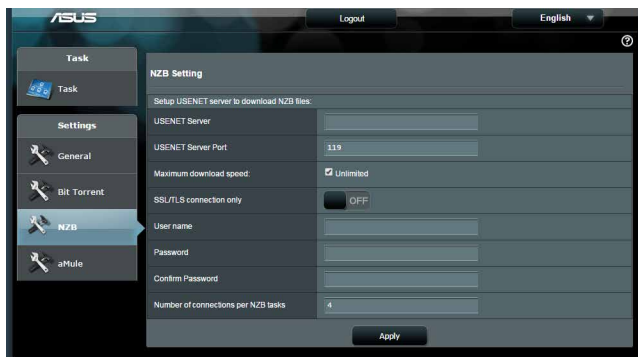 ASUS
Logout
English
?
Task
Task
Settings
General
Bit Torrent
NZB
aMule
NZB Setting
Setup USENET server to download NZB files:
USENET Server
USENET Server Port
119
Maximum download speed:
Unlimited
SSL/TLS connection only
OFF
User name
Password
Confirm Password
Number of connections per NZB tasks
4
Apply